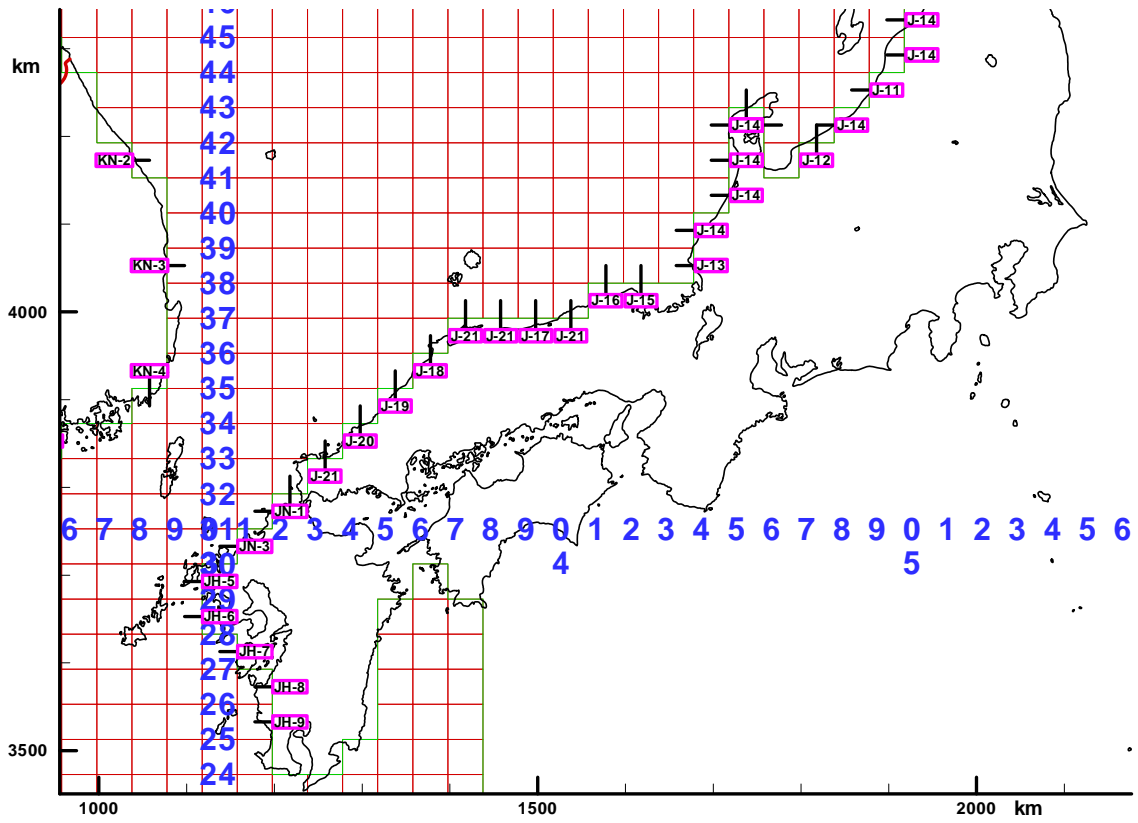 45 J-14
km 44 J-14
43 J-11
42 J-14 J-14
KN-2 41 J-14 J-12
40 J-14
39 J-14
KN-3 38 J-13
4000 37 J-16 J-15
36 J-21 J-21 J-17 J-21
KN-4 35 J-18
34 J-19
33 J-20
32 J-21
JN-1
6 7 8 9 1 2 3 4 5 6 7 8 9 0 1 2 3 4 5 6 7 8 9 0 1 2 3 4 5 6
JN-3
30 4 5
29 JH-5
28 JH-6
27 JH-7
26 JH-8
25 JH-9
3500 24
1000 1500 2000 km